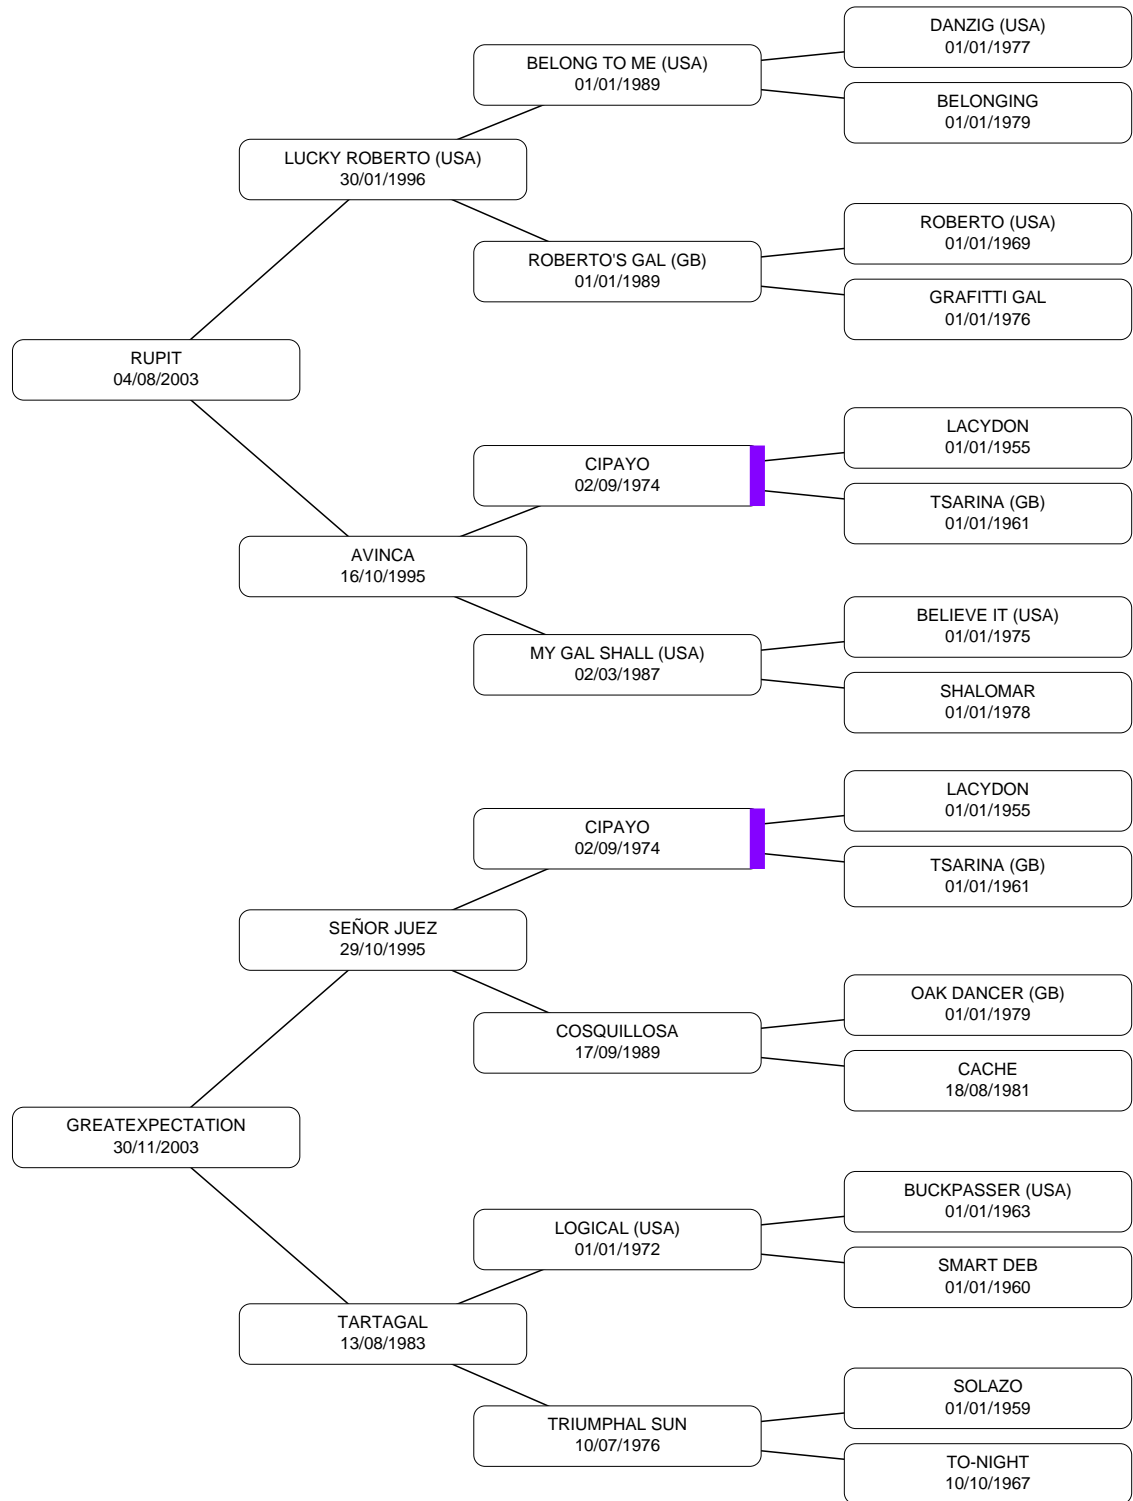 DANZIG (USA)
01/01/1977
BELONG TO ME (USA)
01/01/1989
BELONGING
01/01/1979
LUCKY ROBERTO (USA)
30/01/1996
ROBERTO (USA)
01/01/1969
ROBERTO'S GAL (GB)
01/01/1989
GRAFITTI GAL
01/01/1976
RUPIT
04/08/2003
LACYDON
01/01/1955
CIPAYO
02/09/1974
TSARINA (GB)
01/01/1961
AVINCA
16/10/1995
BELIEVE IT (USA)
01/01/1975
MY GAL SHALL (USA)
02/03/1987
SHALOMAR
01/01/1978
LACYDON
01/01/1955
CIPAYO
02/09/1974
TSARINA (GB)
01/01/1961
SEÑOR JUEZ
29/10/1995
OAK DANCER (GB)
01/01/1979
COSQUILLOSA
17/09/1989
CACHE
18/08/1981
GREATEXPECTATION
30/11/2003
BUCKPASSER (USA)
01/01/1963
LOGICAL (USA)
01/01/1972
SMART DEB
01/01/1960
TARTAGAL
13/08/1983
SOLAZO
01/01/1959
TRIUMPHAL SUN
10/07/1976
TO-NIGHT
10/10/1967